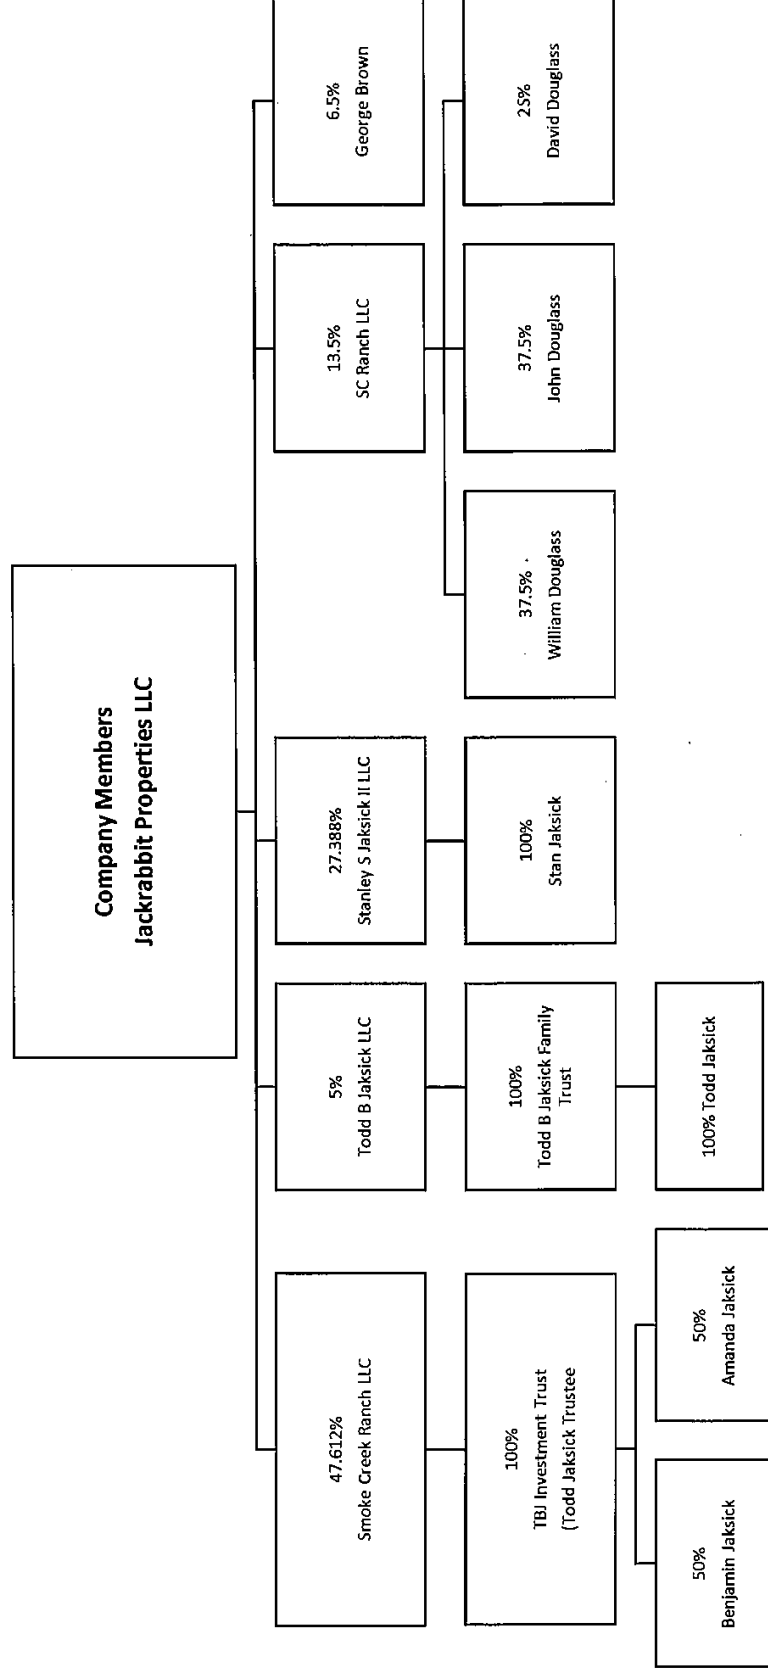 Company Members
Jackrabbit Properties LLC
47.612%
Smoke Creek Ranch LLC
5%
Todd B Jaksick LLC
27.388%
Stanley S Jaksick II LLC
13.5%
SC Ranch LLC
6.5%
George Brown
100%
TBJ Investment Trust
(Todd Jaksick Trustee
100%
Todd B Jaksick Family
Trust
100%
Stan Jaksick
37.5%
William Douglass
37.5%
John Douglass
25%
David Douglass
50%
Benjamin Jaksick
50%
Amanda Jaksick
100% Todd Jaksick